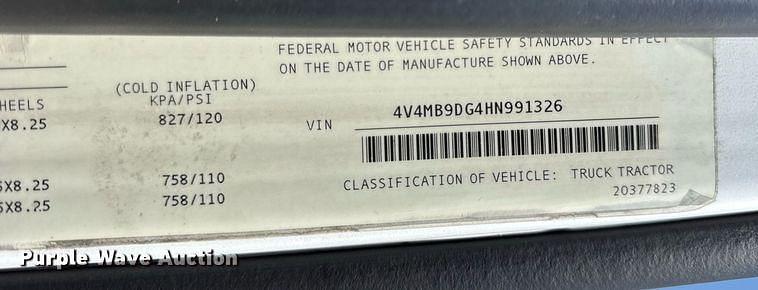 FEDERAL MOTOR VEHICLE SAFETY STANDARDS IN EFFECT
ON THE DATE OF MANUFACTURE SHOWN ABOVE.
(COLD INFLATION)
HEELS KPA/PSI
X8.25 827/120
VIN 4V4MB9DG4HN991326
X8.25 758/110
CLASSIFICATION OF VEHICLE: TRUCK TRACTOR
X8.25 758/110
20377823
Purple Wave Auction